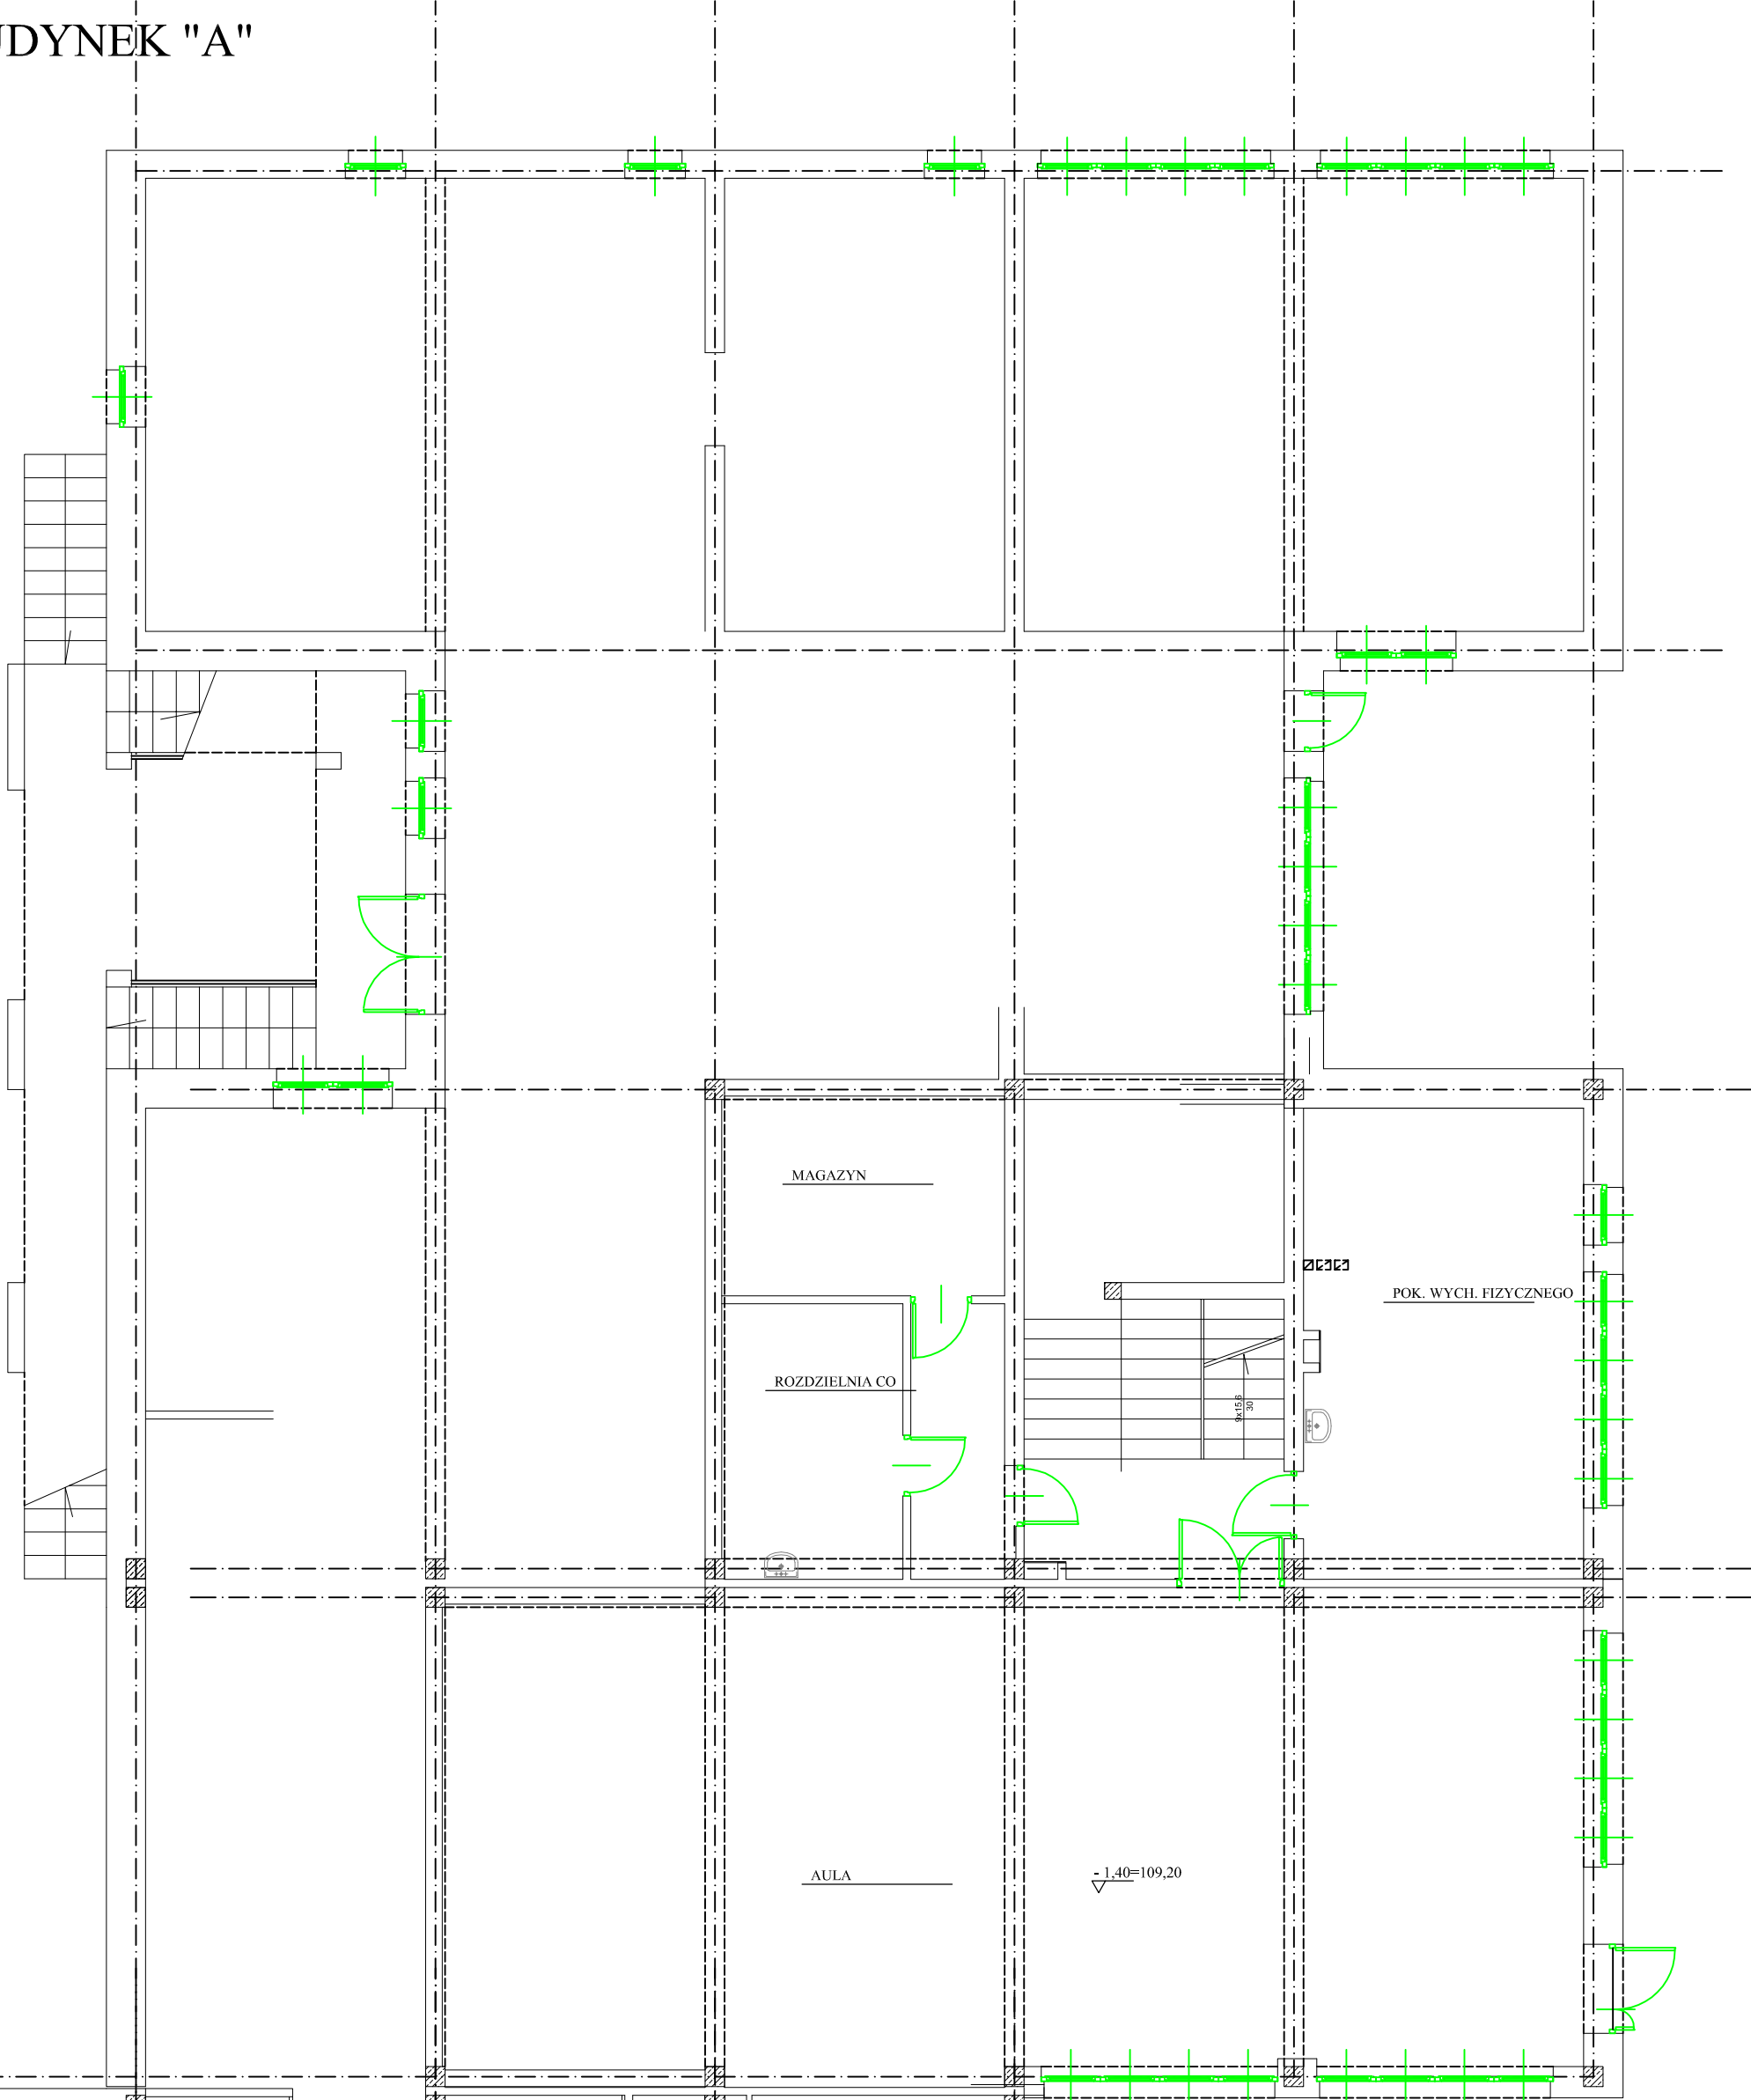 UDYNEK "A"
MAGAZYN
POK. WYCH. FIZYCZNEGO
ROZDZIELNIA CO
9x15,6
30
AULA
- 1,40=109,20